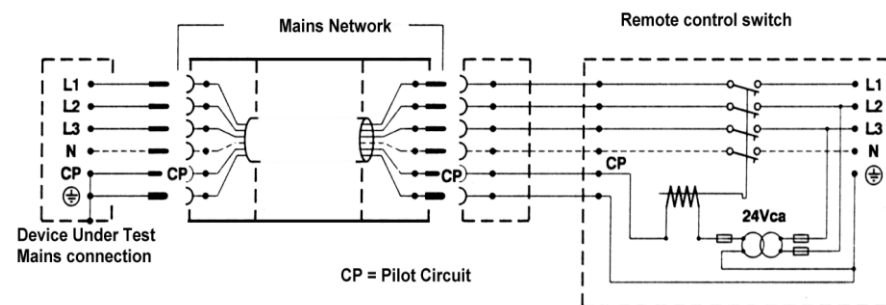 Mains Network
Remote control switch
L1
L2
L3
N
CP
CP
CP
CP
L1
L2
L3
N
24Vca
Device Under Test
Mains connection
CP = Pilot Circuit